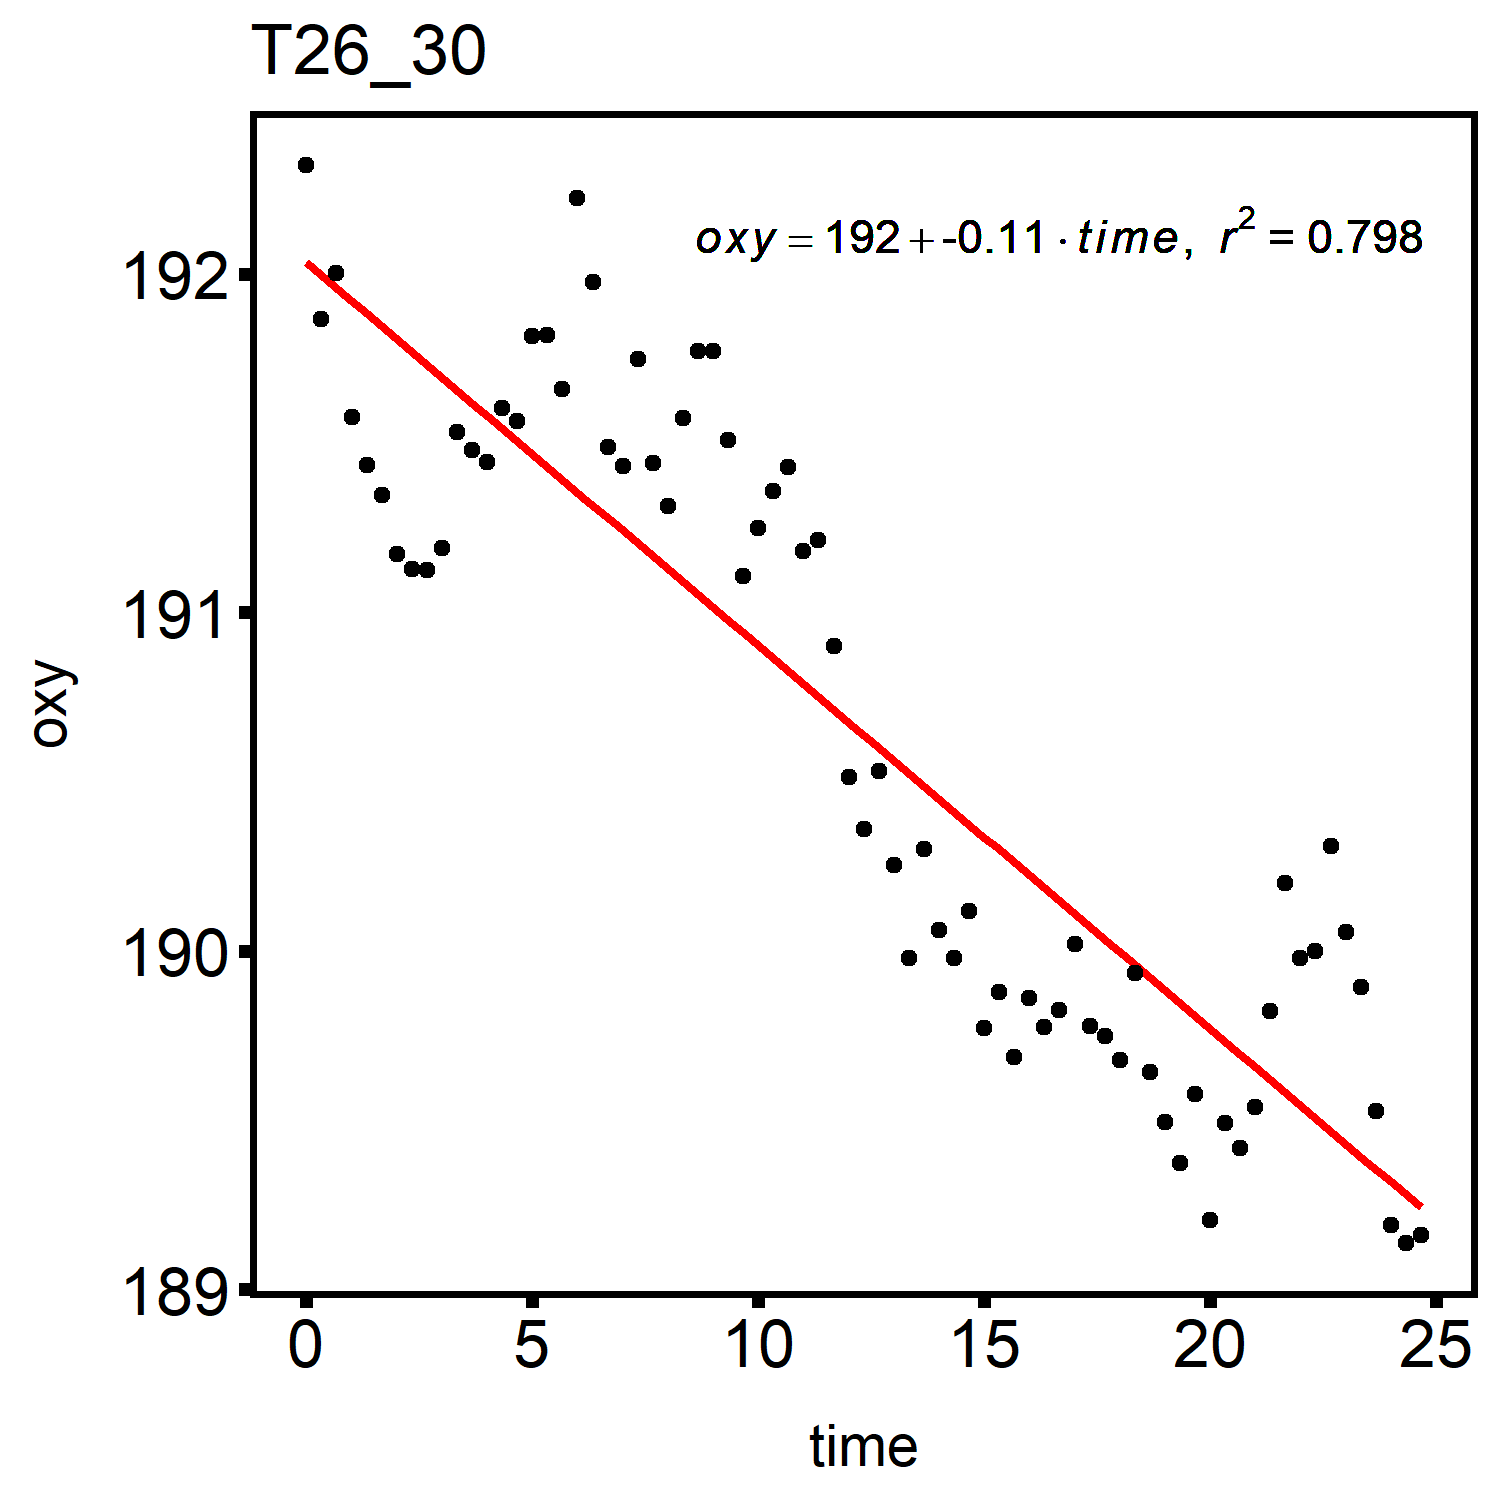 T26_30
oxy = 192 + -0.11 · time, r² = 0.798
192
191
190
189
oxy
0 5 10 15 20 25
time